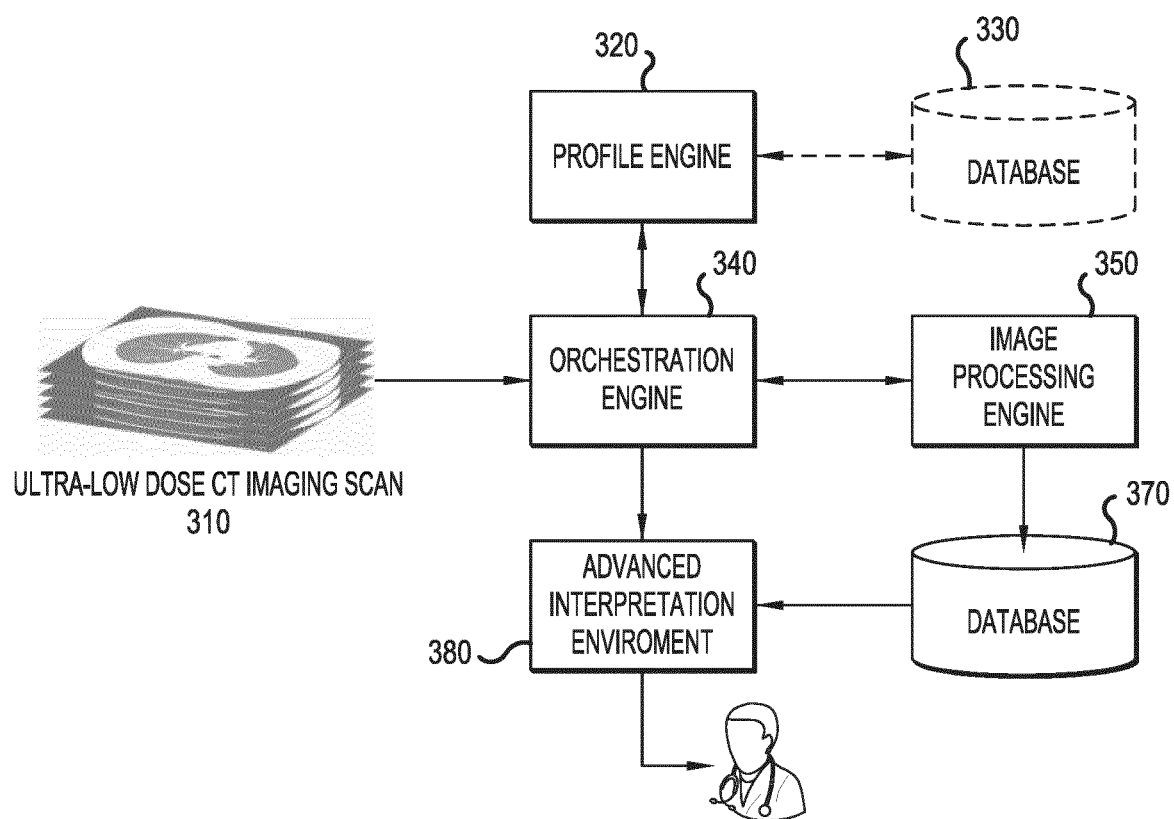 320
330
PROFILE ENGINE
DATABASE
340
350
ORCHESTRATION
ENGINE
IMAGE
PROCESSING
ENGINE
ULTRA-LOW DOSE CT IMAGING SCAN
310
370
ADVANCED
INTERPRETATION
ENVIROMENT
380
DATABASE